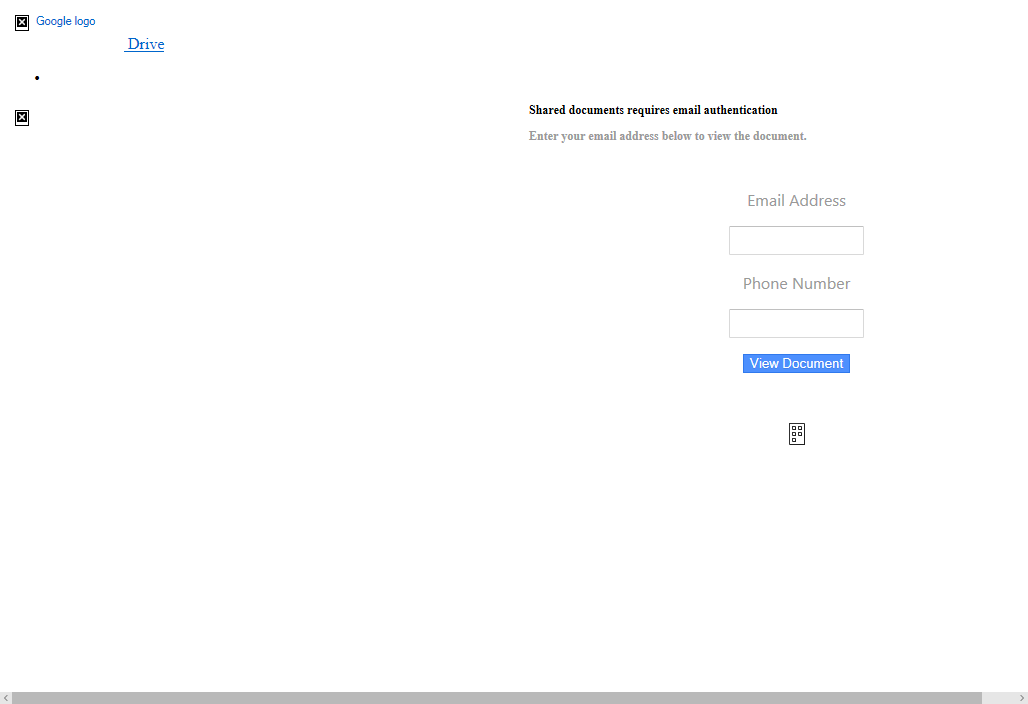 Google logo
Drive
Shared documents requires email authentication
Enter your email address below to view the document.
Email Address
Phone Number
View Document